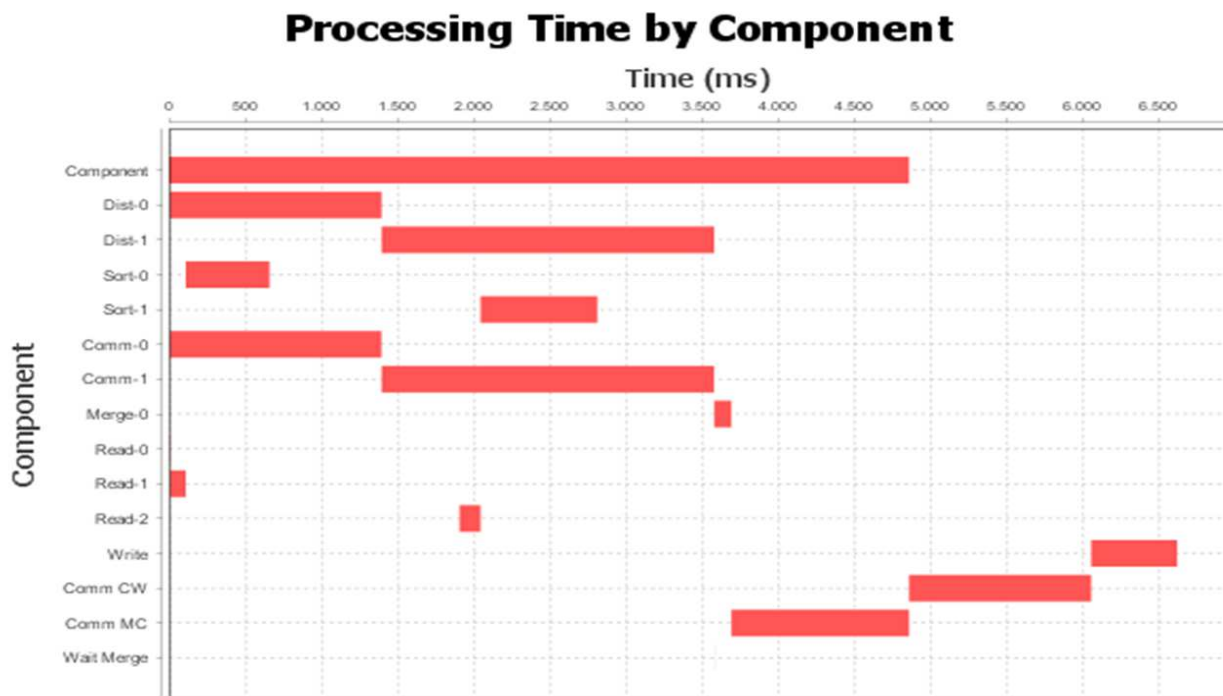 Processing Time by Component
Time (ms)
0 500 1.000 1.500 2.000 2.500 3.000 3.500 4.000 4.500 5.000 5.500 6.000 6.500
Component
Component
Dist-0
Dist-1
Sort-0
Sort-1
Comm-0
Comm-1
Merge-0
Read-0
Read-1
Read-2
Write
Comm CW
Comm MC
Wait Merge